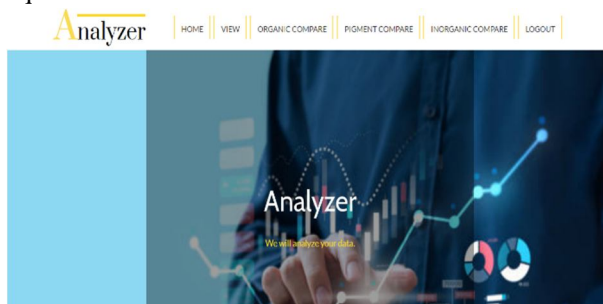 Analyzer
HOME VIEW ORGANIC COMPARE PIGMENT COMPARE INORGANIC COMPARE LOGOUT
Analyzer
We will analyze your data.